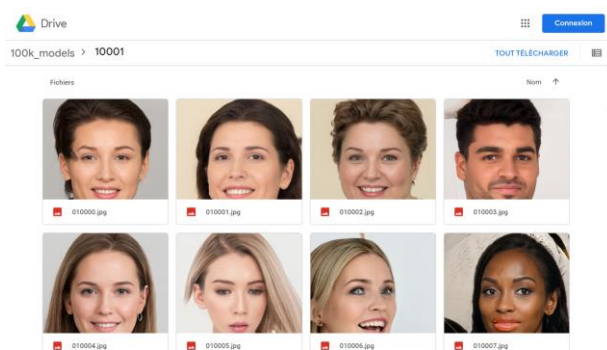 Drive
Connexion
100k_models > 10001
TOUT TÉLÉCHARGER
Fichiers
Nom ↑
010000.jpg
010001.jpg
010002.jpg
010003.jpg
010004.jpg
010005.jpg
010006.jpg
010007.jpg